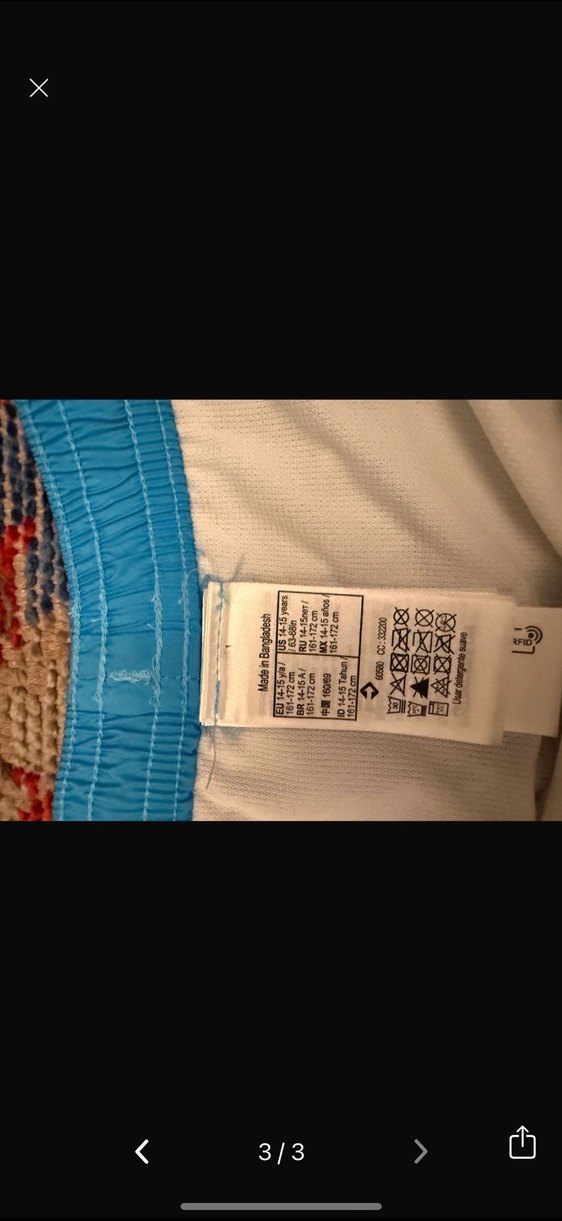 Made in Bangladesh
EU 14-15 y/a /
161-172 cm
BR 14-15 A /
161-172 cm
中国 160/69
ID 14-15 Tahun /
161-172 cm
US 14-15 years
/ 63-68in
RU 14-15лет /
161-172 cm
MX 14-15 años /
161-172 cm
60980 CC : 33200
Usar detergente suave
RFID
3 / 3